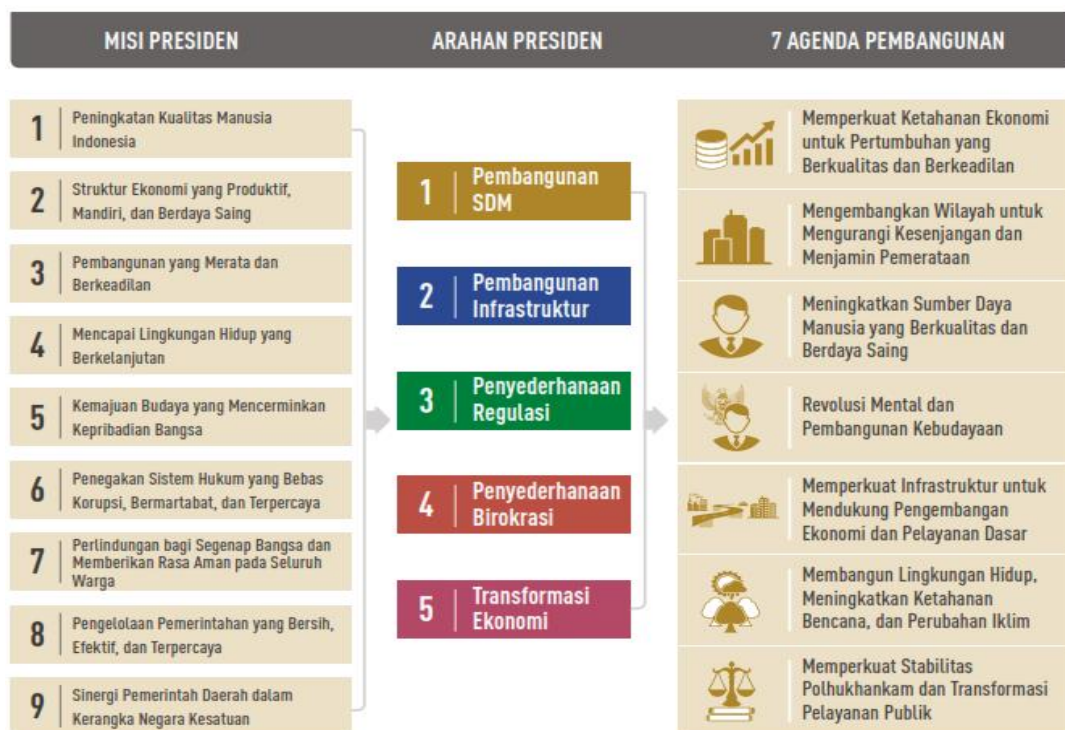 MISI PRESIDEN
ARAHAN PRESIDEN
7 AGENDA PEMBANGUNAN
1
Peningkatan Kualitas Manusia
Indonesia
2
Struktur Ekonomi yang Produktif,
Mandiri, dan Berdaya Saing
3
Pembangunan yang Merata dan
Berkeadilan
4
Mencapai Lingkungan Hidup yang
Berkelanjutan
5
Kemajuan Budaya yang Mencerminkan
Kepribadian Bangsa
6
Penegakan Sistem Hukum yang Bebas
Korupsi, Bermartabat, dan Terpercaya
7
Perlindungan bagi Segenap Bangsa dan
Memberikan Rasa Aman pada Seluruh
Warga
8
Pengelolaan Pemerintahan yang Bersih,
Efektif, dan Terpercaya
9
Sinergi Pemerintah Daerah dalam
Kerangka Negara Kesatuan
1
Pembangunan
SDM
2
Pembangunan
Infrastruktur
3
Penyederhanaan
Regulasi
4
Penyederhanaan
Birokrasi
5
Transformasi
Ekonomi
Memperkuat Ketahanan Ekonomi
untuk Pertumbuhan yang
Berkualitas dan Berkeadilan
Mengembangkan Wilayah untuk
Mengurangi Kesenjangan dan
Menjamin Pemerataan
Meningkatkan Sumber Daya
Manusia yang Berkualitas dan
Berdaya Saing
Revolusi Mental dan
Pembangunan Kebudayaan
Memperkuat Infrastruktur untuk
Mendukung Pengembangan
Ekonomi dan Pelayanan Dasar
Membangun Lingkungan Hidup,
Meningkatkan Ketahanan
Bencana, dan Perubahan Iklim
Memperkuat Stabilitas
Polhukhankam dan Transformasi
Pelayanan Publik